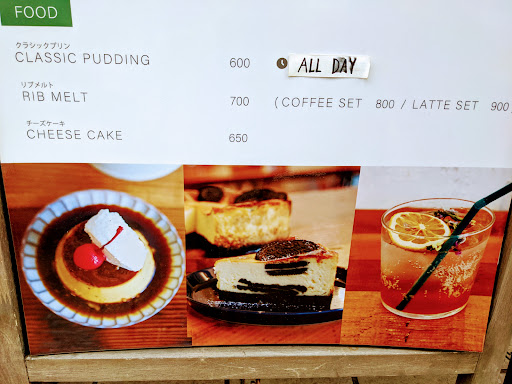 FOOD
クラシックプリン
CLASSIC PUDDING 600 ALL DAY
リブメルト
RIB MELT 700 (COFFEE SET 800 / LATTE SET 900)
チーズケーキ
CHEESE CAKE 650